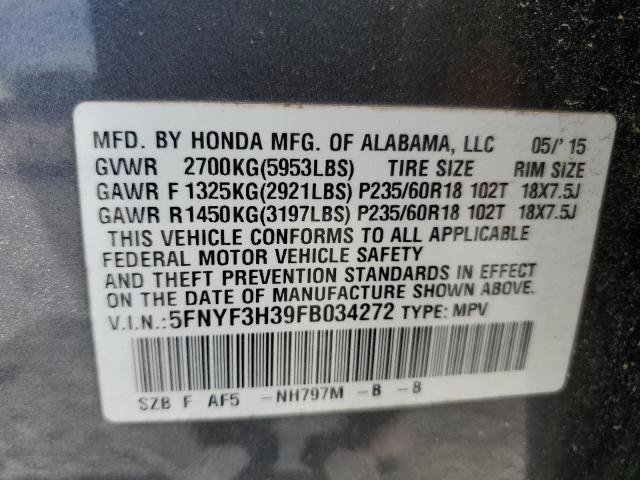 MFD. BY HONDA MFG. OF ALABAMA, LLC 05/'15
GVWR 2700KG(5953LBS) TIRE SIZE RIM SIZE
GAWR F 1325KG(2921LBS) P235/60R18 102T 18X7.5J
GAWR R1450KG(3197LBS) P235/60R18 102T 18X7.5J
THIS VEHICLE CONFORMS TO ALL APPLICABLE
FEDERAL MOTOR VEHICLE SAFETY
AND THEFT PREVENTION STANDARDS IN EFFECT
ON THE DATE OF MANUFACTURE SHOWN ABOVE.
V.I.N.:5FNYF3H39FB034272 TYPE: MPV
SZB F AF5 -NH797M -B -B